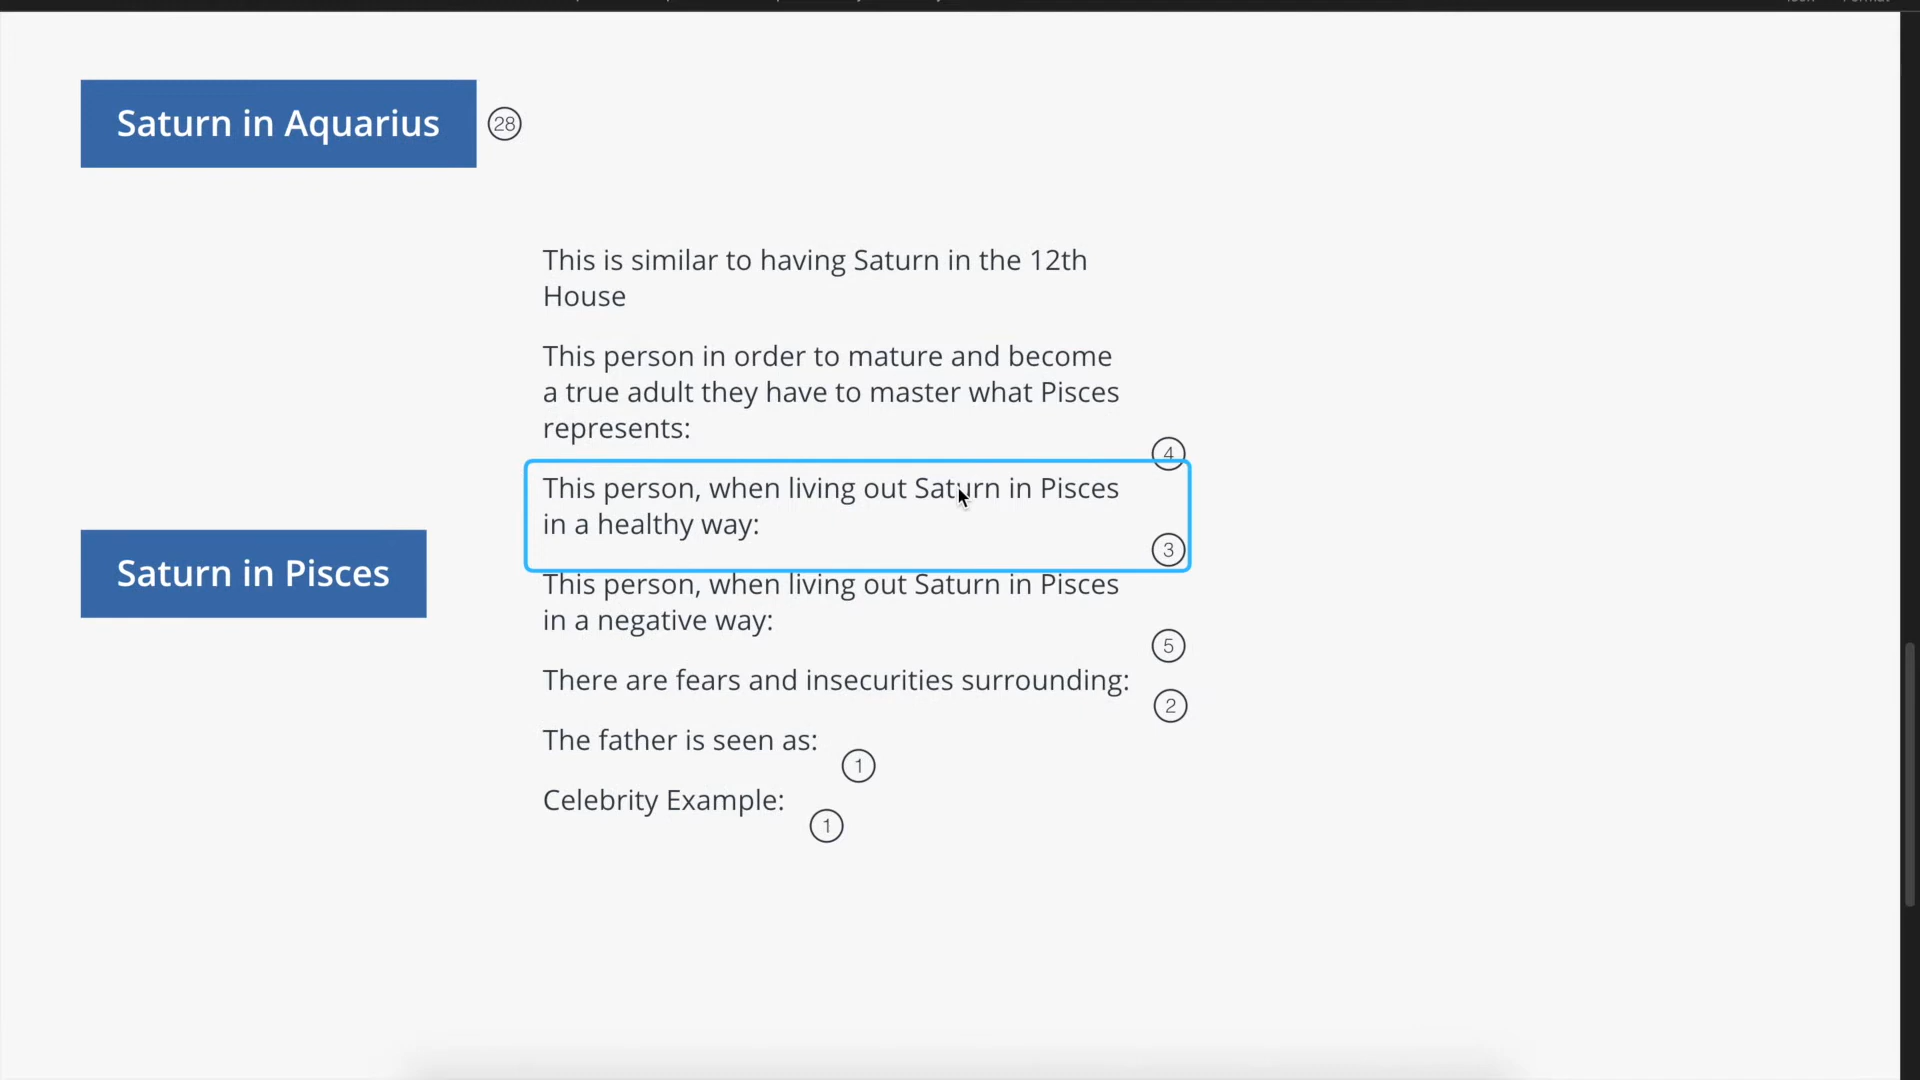 Saturn in Aquarius
28
This is similar to having Saturn in the 12th
House
This person in order to mature and become
a true adult they have to master what Pisces
represents:
4
This person, when living out Saturn in Pisces
in a healthy way:
3
Saturn in Pisces
This person, when living out Saturn in Pisces
in a negative way:
5
There are fears and insecurities surrounding:
2
The father is seen as:
1
Celebrity Example:
1